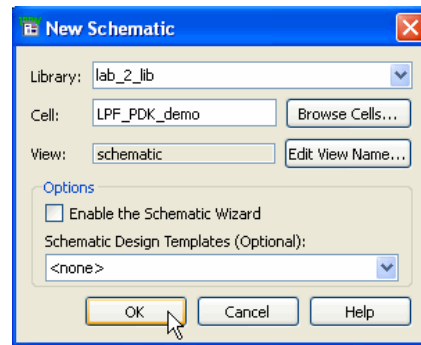 New Schematic
Library: lab_2_lib
Cell: LPF_PDK_demo Browse Cells...
View: schematic Edit View Name...
Options
Enable the Schematic Wizard
Schematic Design Templates (Optional):
<none>
OK Cancel Help